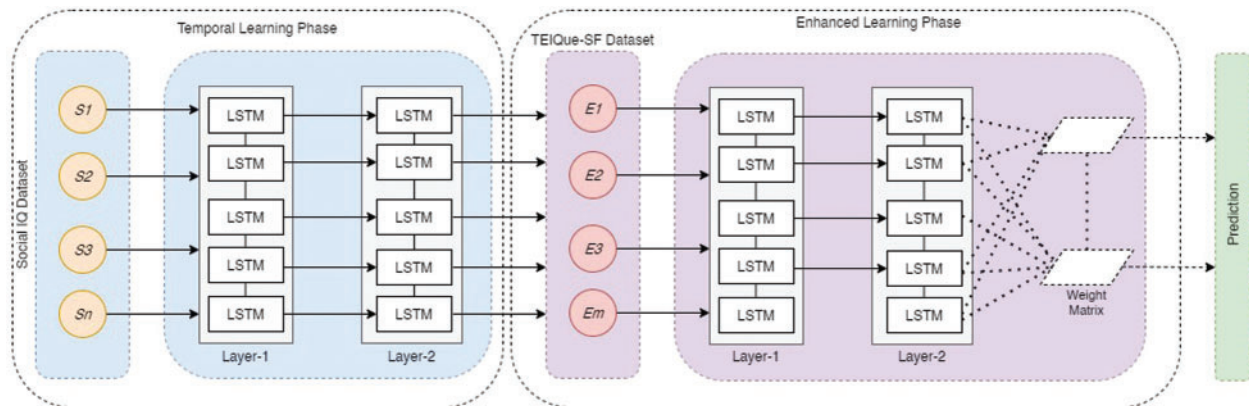 Temporal Learning Phase
Enhanced Learning Phase
TEIQue-SF Dataset
Social IQ Dataset
S1
S2
S3
Sn
LSTM
LSTM
LSTM
LSTM
LSTM
Layer-1
LSTM
LSTM
LSTM
LSTM
LSTM
Layer-2
E1
E2
E3
Em
LSTM
LSTM
LSTM
LSTM
LSTM
Layer-1
LSTM
LSTM
LSTM
LSTM
LSTM
Layer-2
Weight
Matrix
Prediction